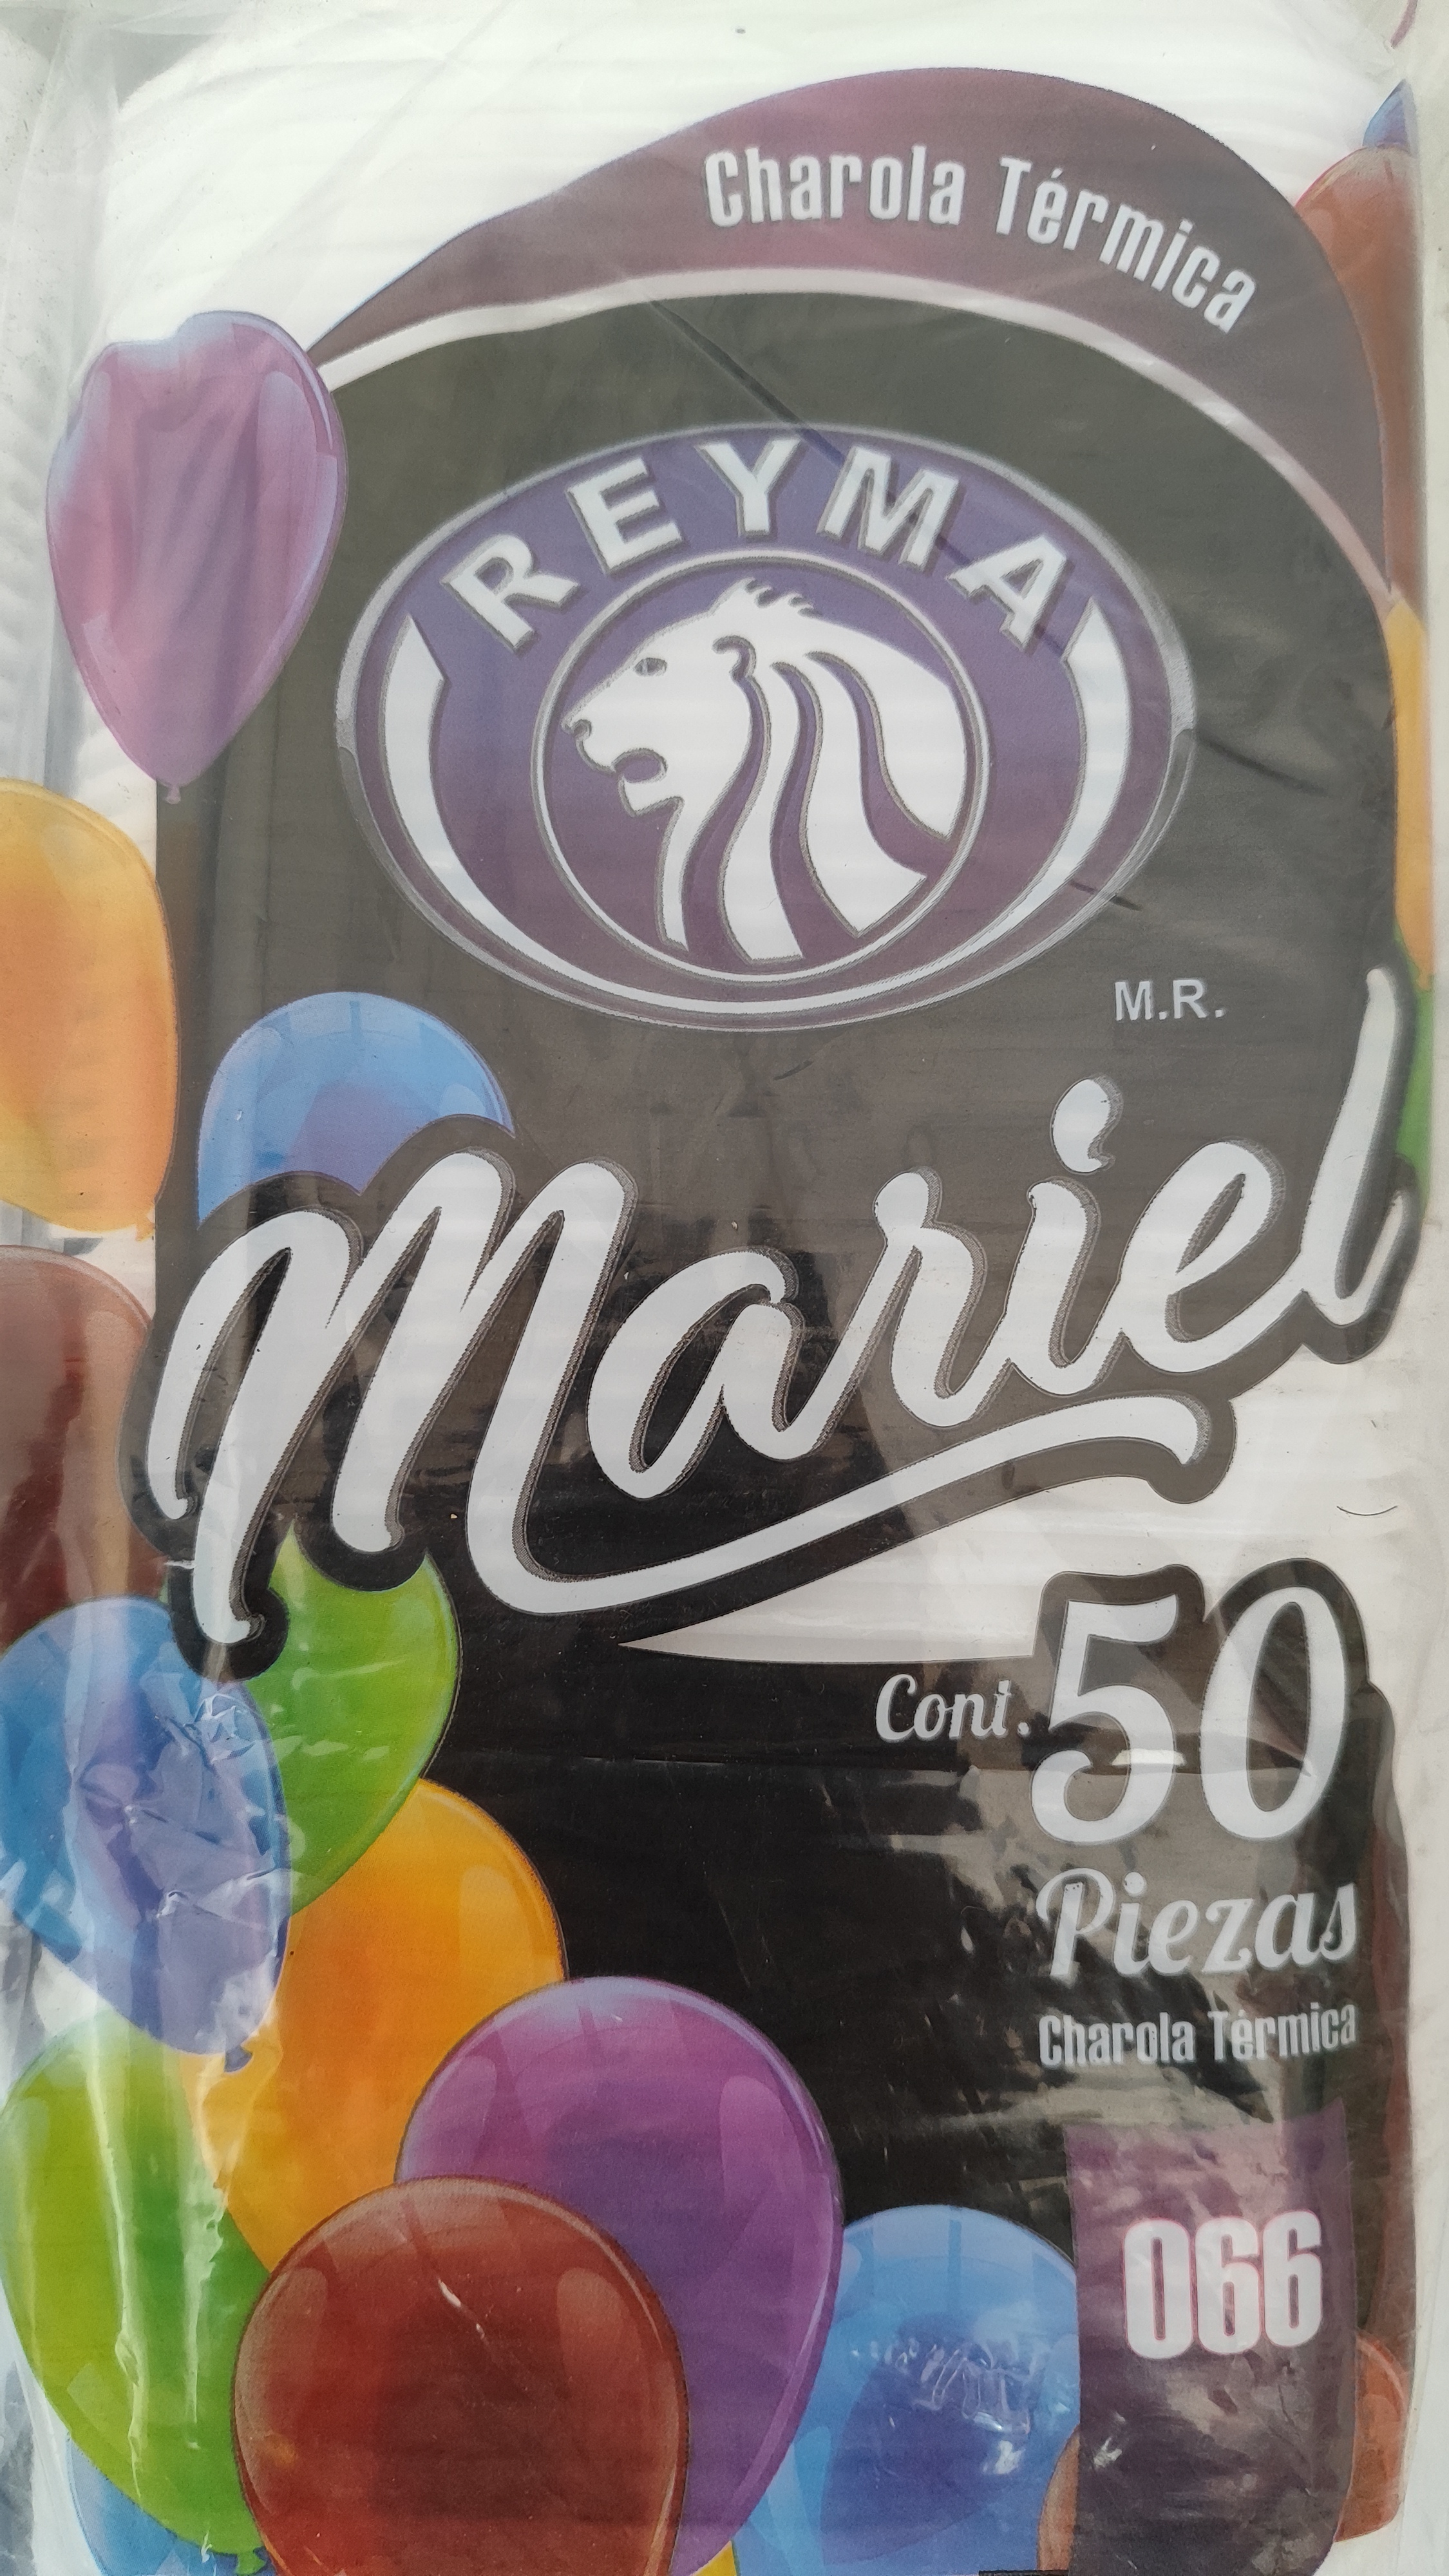 Charola Térmica
REYMA
M.R.
Mariel
Cont. 50
Piezas
Charola Térmica
066